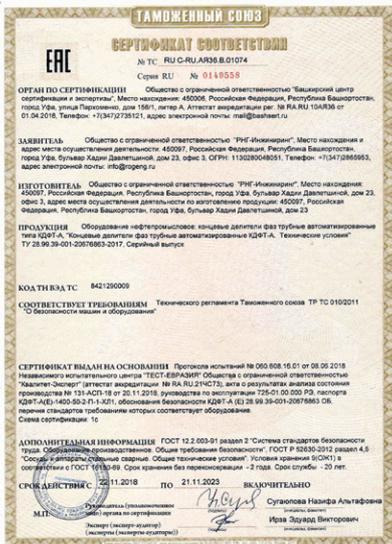 ТАМОЖЕННЫЙ СОЮЗ
СЕРТИФИКАТ СООТВЕТСТВИЯ
ЕАС
№ ТС RU C-RU.АЯ36.В.01074
Серия RU № 0149558
ОРГАН ПО СЕРТИФИКАЦИИ Общество с ограниченной ответственностью "Башкирский центр
сертификации и экспертизы", Место нахождения: 450006, Российская Федерация, Республика Башкортостан,
город Уфа, улица Пархоменко, дом 156/1, литер А, Аттестат аккредитации рег. № RA.RU.10АЯ36 от
01.04.2016, Телефон: +7(347)2735121, адрес электронной почты: mail@bashsert.ru
ЗАЯВИТЕЛЬ Общество с ограниченной ответственностью "РНГ-Инжиниринг", Место нахождения и
адрес места осуществления деятельности: 450097, Российская Федерация, Республика Башкортостан,
город Уфа, бульвар Хадии Давлетшиной, дом 23, офис 3, ОГРН: 1130280048051, Телефон: +7(347)2865953,
адрес электронной почты: info@rogeng.ru
ИЗГОТОВИТЕЛЬ Общество с ограниченной ответственностью "РНГ-Инжиниринг", Место нахождения:
450097, Российская Федерация, Республика Башкортостан, город Уфа, бульвар Хадии Давлетшиной, дом 23,
офис 3, адрес места осуществления деятельности по изготовлению продукции: 450097, Российская
Федерация, Республика Башкортостан, город Уфа, бульвар Хадии Давлетшиной, дом 23
ПРОДУКЦИЯ Оборудование нефтепромысловое: концевые делители фаз трубные автоматизированные
типа КДФТ-А, "Концевые делители фаз трубные автоматизированные КДФТ-А. Технические условия"
ТУ 28.99.39-001-20676863-2017, Серийный выпуск
КОД ТН ВЭД ТС 8421290009
СООТВЕТСТВУЕТ ТРЕБОВАНИЯМ Технического регламента Таможенного союза ТР ТС 010/2011
"О безопасности машин и оборудования"
СЕРТИФИКАТ ВЫДАН НА ОСНОВАНИИ Протокола испытаний № 060.608.16.01 от 08.06.2018
Независимого испытательного центра "ТЕСТ-ЕВРАЗИЯ" Общества с ограниченной ответственностью
"Квалитет-Эксперт" (аттестат аккредитации № RA.RU.21ЧС73), акта о результатах анализа состояния
производства № 131-АСП-18 от 20.11.2018, руководства по эксплуатации 725-01.00.000 РЭ, паспорта
КДФТ-А(Е)-1400-50-2-П-1-ХЛ1, обоснования безопасности КДФТ-А (Е) 28.99.39-001-20676863 ОБ,
перечня стандартов требованиям которых соответствует оборудование.
Схема сертификации: 1с
ДОПОЛНИТЕЛЬНАЯ ИНФОРМАЦИЯ ГОСТ 12.2.003-91 раздел 2 "Система стандартов безопасности
труда. Оборудование производственное. Общие требования безопасности", ГОСТ Р 52630-2012 раздел 4,5
"Сосуды и аппараты стальные сварные. Общие технические условия". Условия хранения 5(ОЖ1) в
соответствии с ГОСТ 15150-69. Срок хранения без переконсервации - 2 года. Срок службы - 20 лет.
СРОК ДЕЙСТВИЯ С 22.11.2018 ПО 21.11.2023 ВКЛЮЧИТЕЛЬНО
Руководитель (уполномоченное
лицо) органа по сертификации Сугаюпова Назифа Альтафовна
Эксперт (эксперт-аудитор)
(эксперты (эксперты-аудиторы)) Ирза Эдуард Викторович